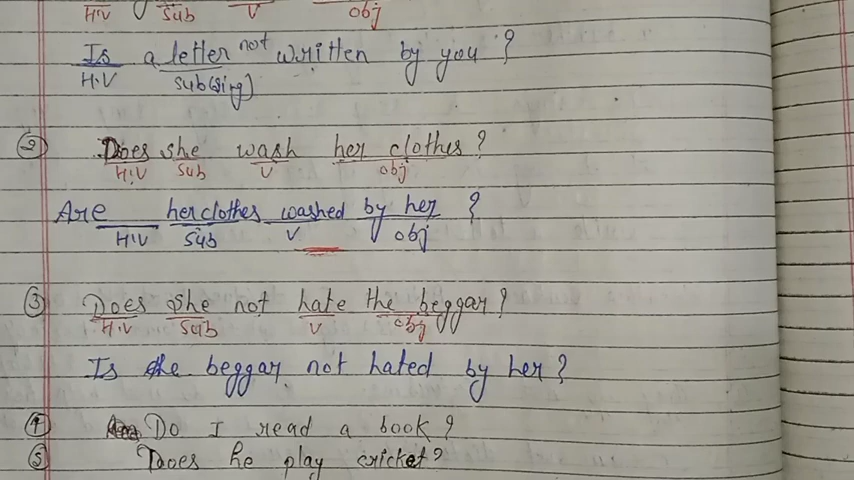 H.V Sub V obj
Is a letter not written by you ?
H.V Sub(sing)
② Does she wash her clothes ?
H.V Sub V obj
Are her clothes washed by her ?
H.V Sub V obj
③ Does she not hate the beggar ?
H.V Sub V obj
Is the beggar not hated by her ?
④ Do I read a book ?
⑤ Does he play cricket ?